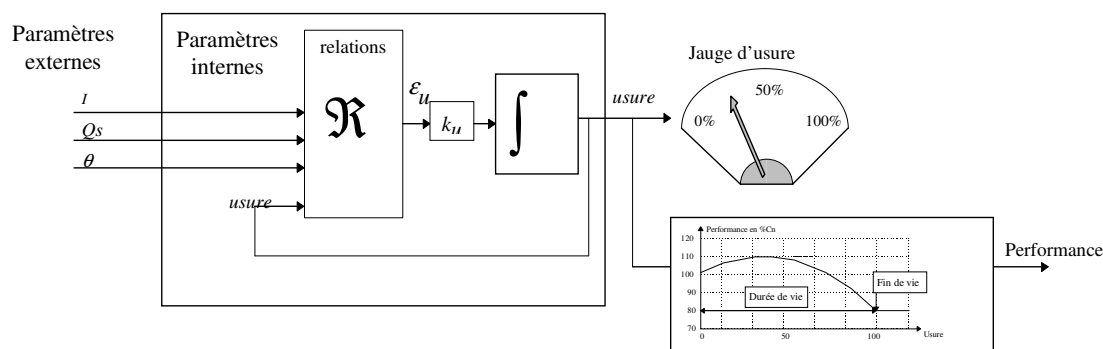 Paramètres
externes
Paramètres
internes
relations
I
Qs
θ
usure
ℜ
εu
ku
∫
usure
Jauge d'usure
0%
50%
100%
Performance en %Cn
120
110
100
90
80
70
Durée de vie
Fin de vie
0
50
100
Usure
Performance